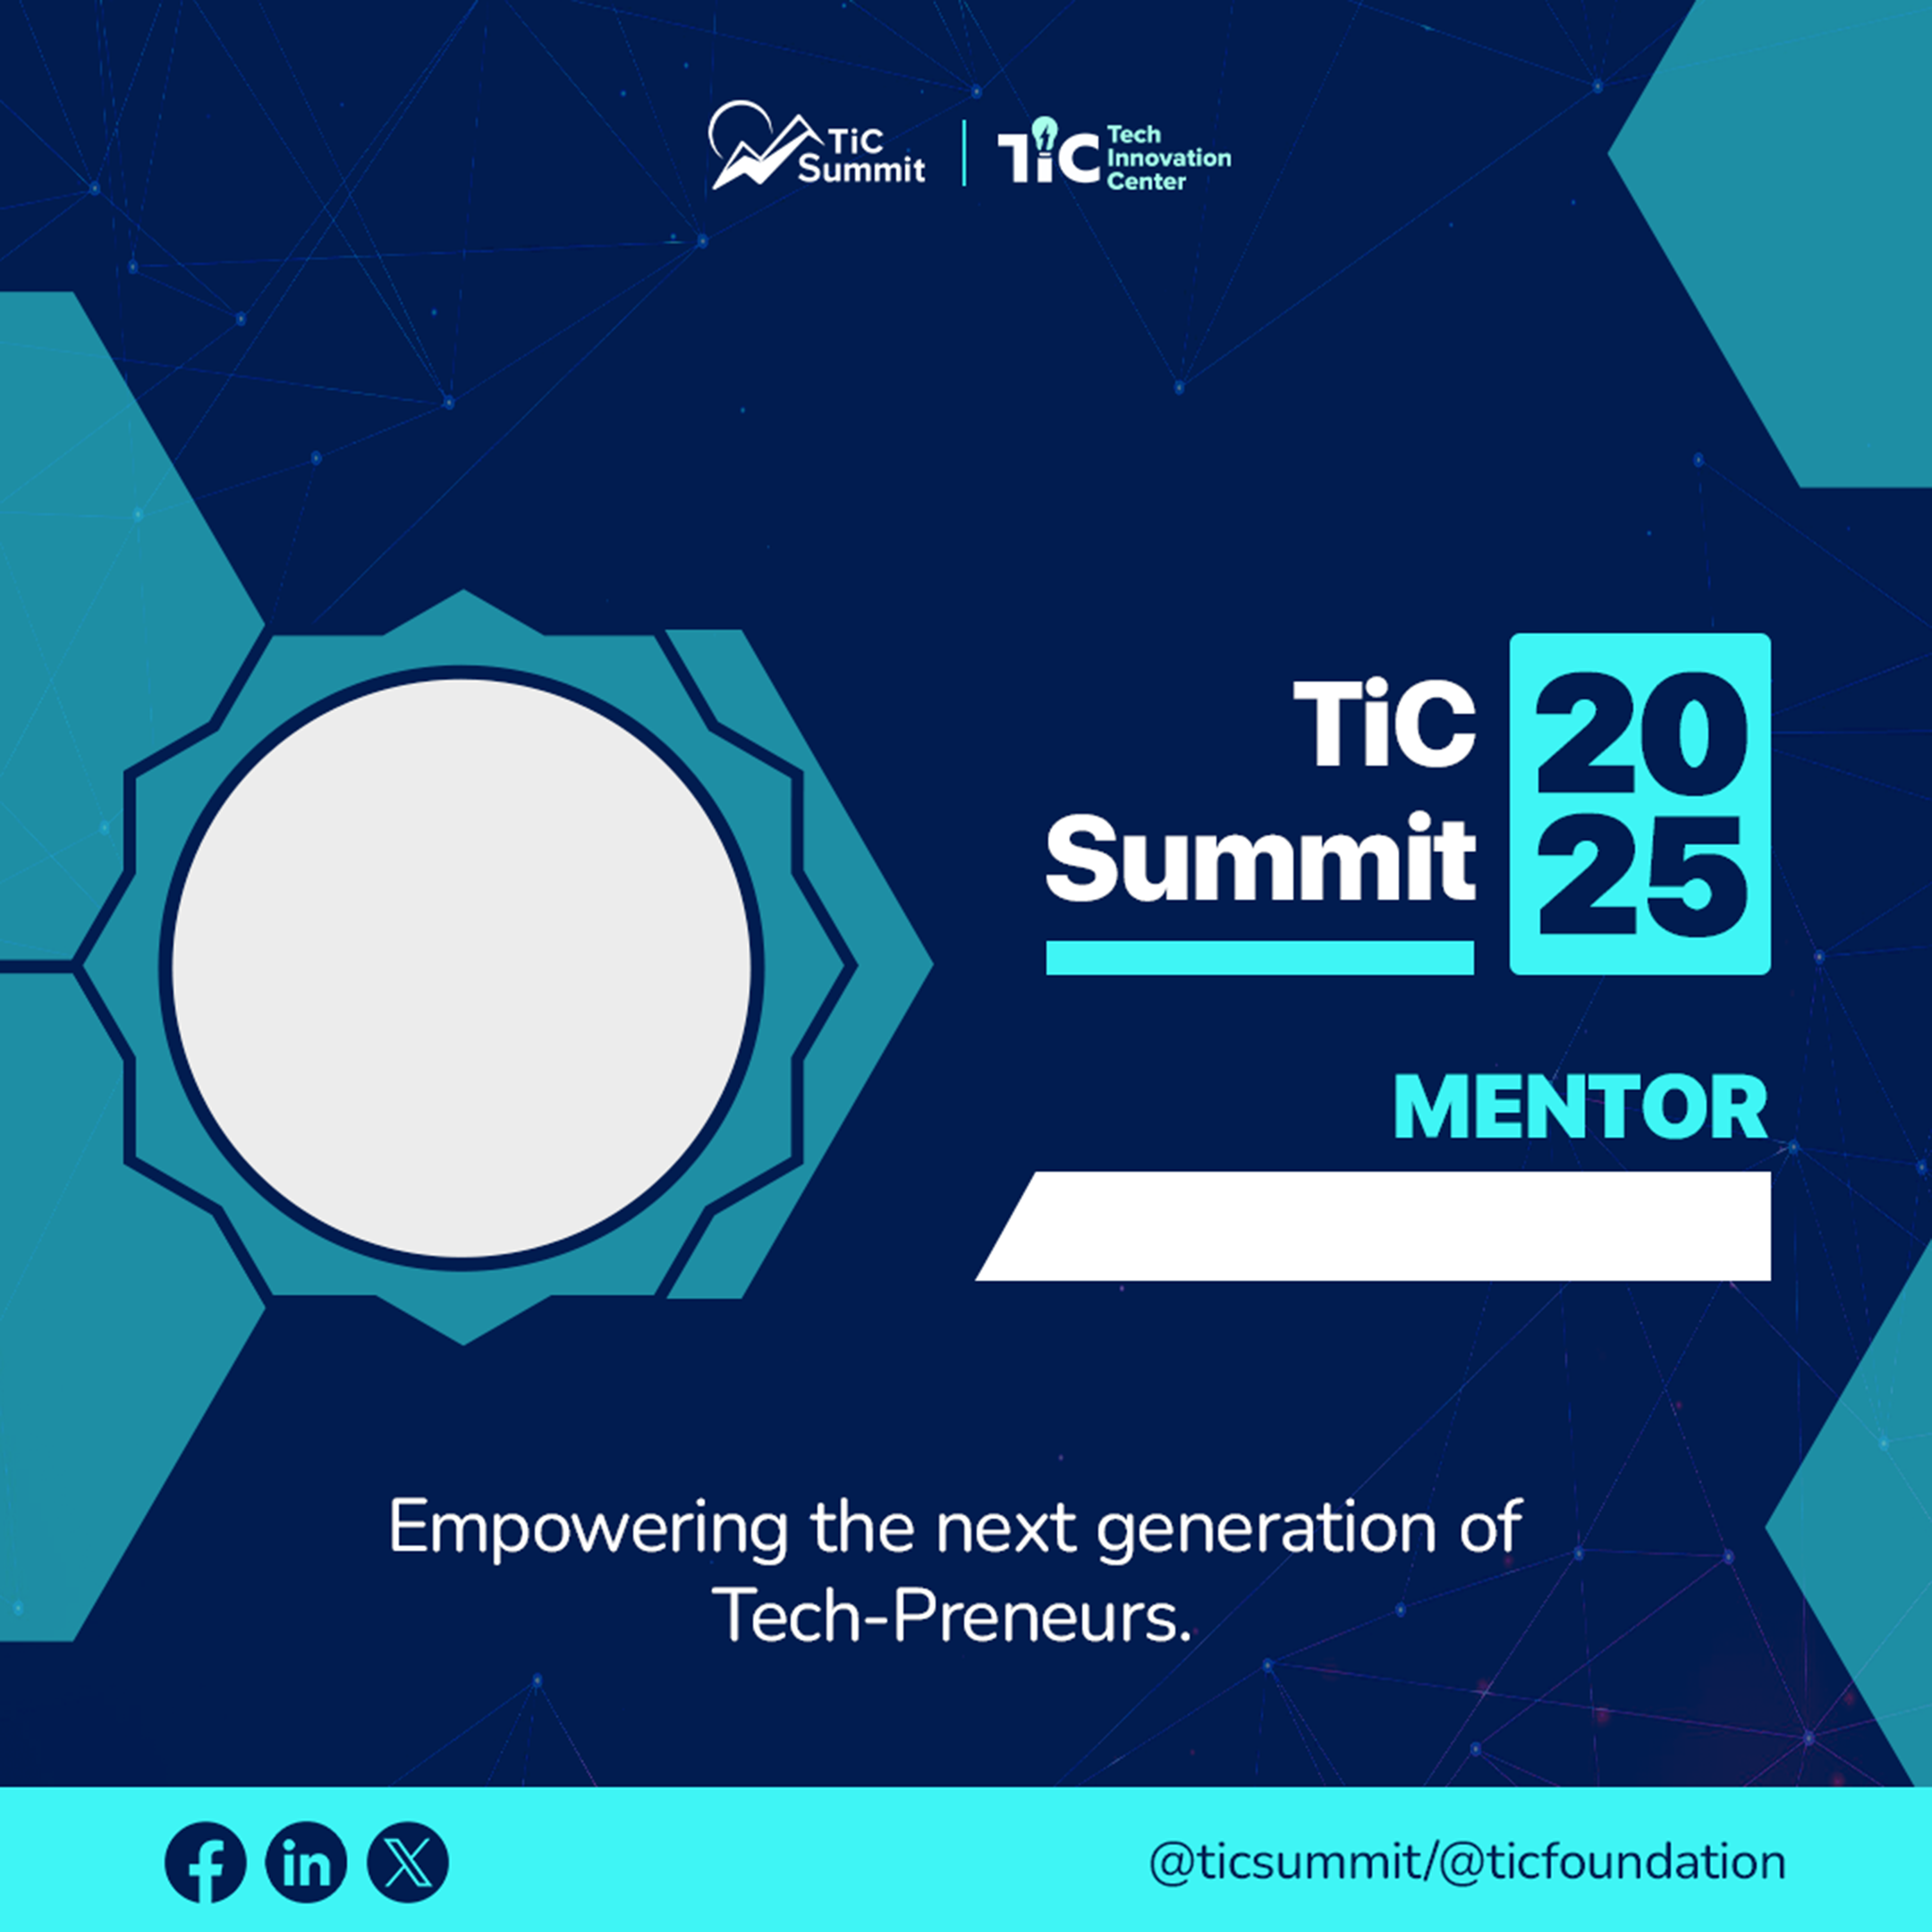 TiC
Summit
TiC
Tech
Innovation
Center
TiC
Summit
20
25
MENTOR
Empowering the next generation of
Tech-Preneurs.
@ticsummit/@ticfoundation